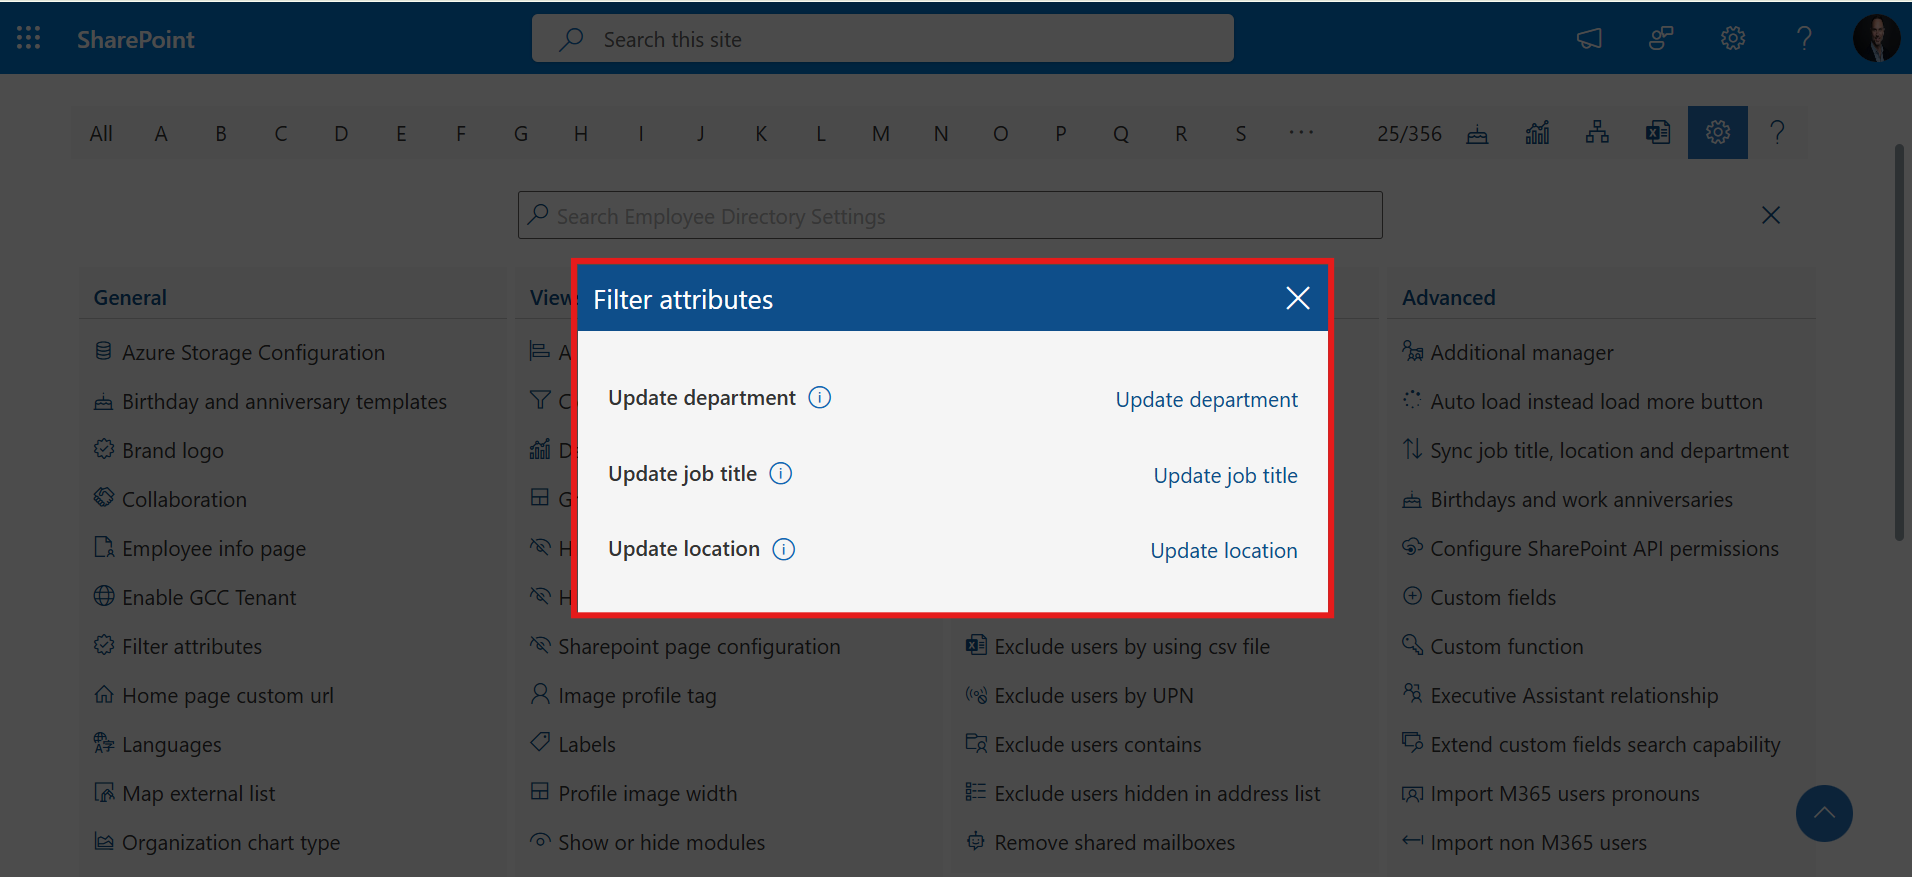 SharePoint
Search this site
All A B C D E F G H I J K L M N O P Q R S ··· 25/356
Search Employee Directory Settings
Filter attributes
Update department Update department
Update job title Update job title
Update location Update location
General
Azure Storage Configuration
Birthday and anniversary templates
Brand logo
Collaboration
Employee info page
Enable GCC Tenant
Filter attributes
Home page custom url
Languages
Map external list
Organization chart type
Sharepoint page configuration
Image profile tag
Labels
Profile image width
Show or hide modules
Exclude users by using csv file
Exclude users by UPN
Exclude users contains
Exclude users hidden in address list
Remove shared mailboxes
Advanced
Additional manager
Auto load instead load more button
Sync job title, location and department
Birthdays and work anniversaries
Configure SharePoint API permissions
Custom fields
Custom function
Executive Assistant relationship
Extend custom fields search capability
Import M365 users pronouns
Import non M365 users